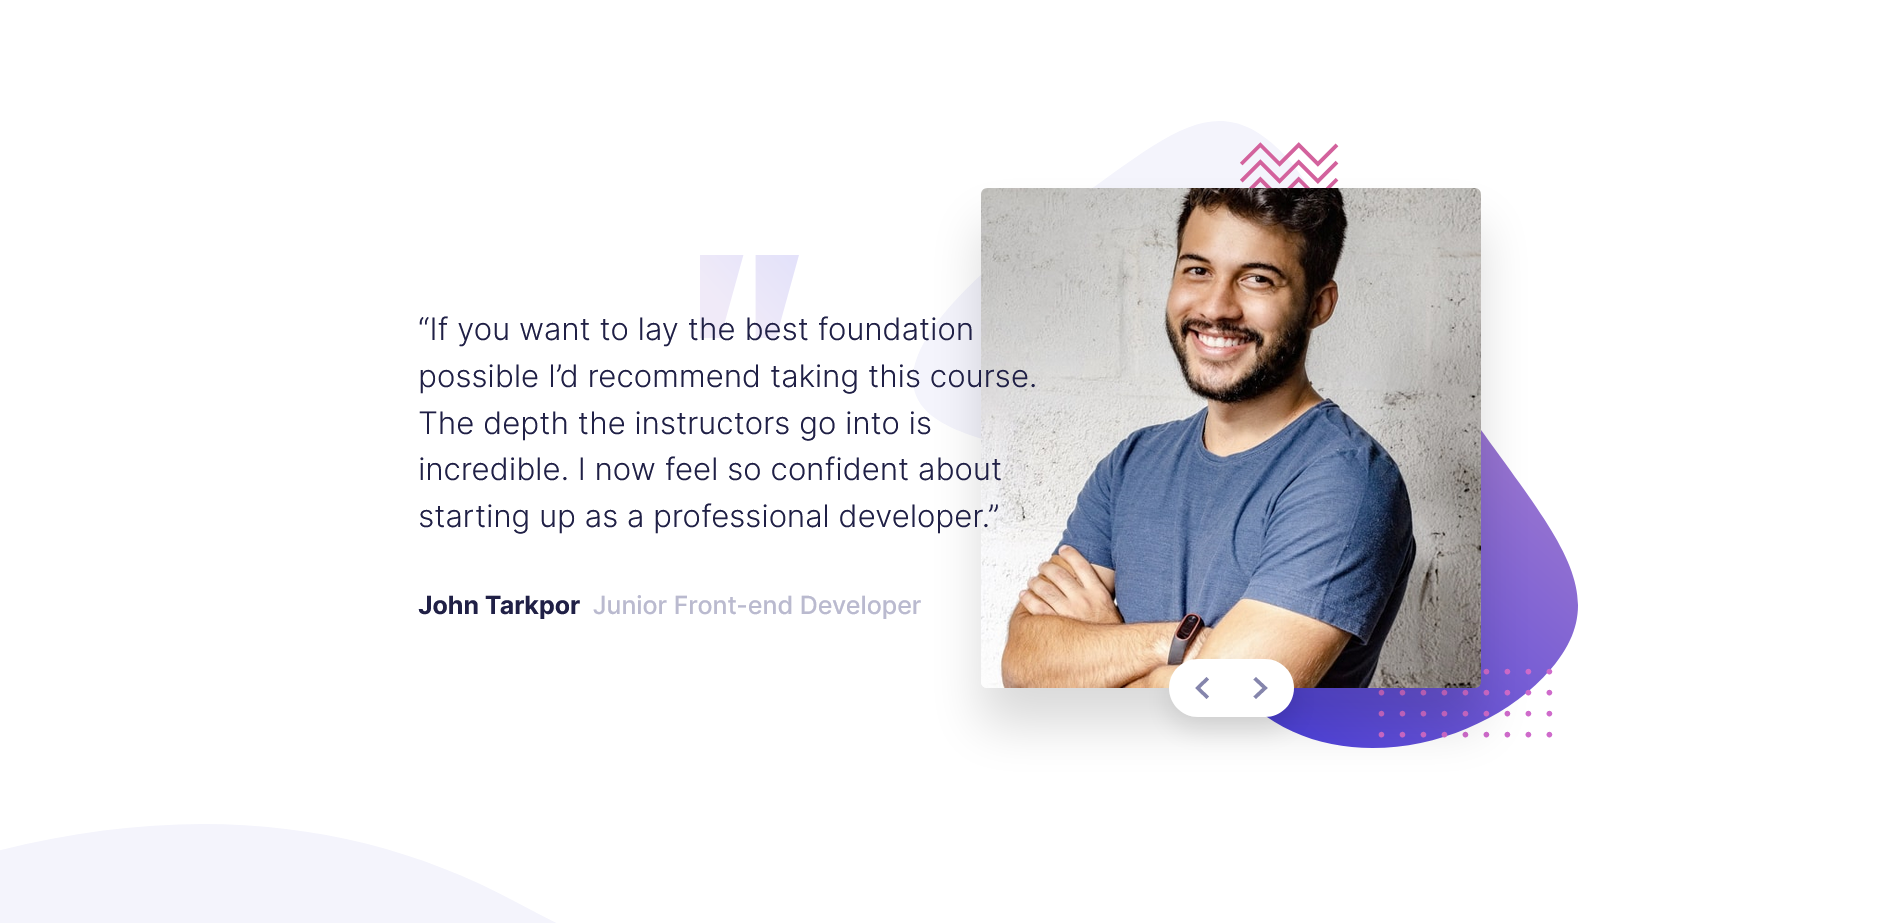 “If you want to lay the best foundation
possible I’d recommend taking this course.
The depth the instructors go into is
incredible. I now feel so confident about
starting up as a professional developer.”
John Tarkpor Junior Front-end Developer